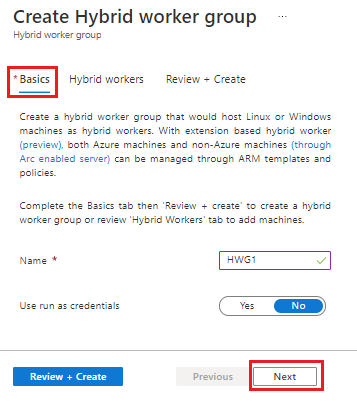 Create Hybrid worker group ...
Hybrid worker group
* Basics Hybrid workers Review + Create
Create a hybrid worker group that would host Linux or Windows
machines as hybrid workers. With extension based hybrid worker
(preview), both Azure machines and non-Azure machines (through
Arc enabled server) can be managed through ARM templates and
policies.
Complete the Basics tab then 'Review + create' to create a hybrid
worker group or review 'Hybrid Workers' tab to add machines.
Name * HWG1
Use run as credentials Yes No
Review + Create Previous Next